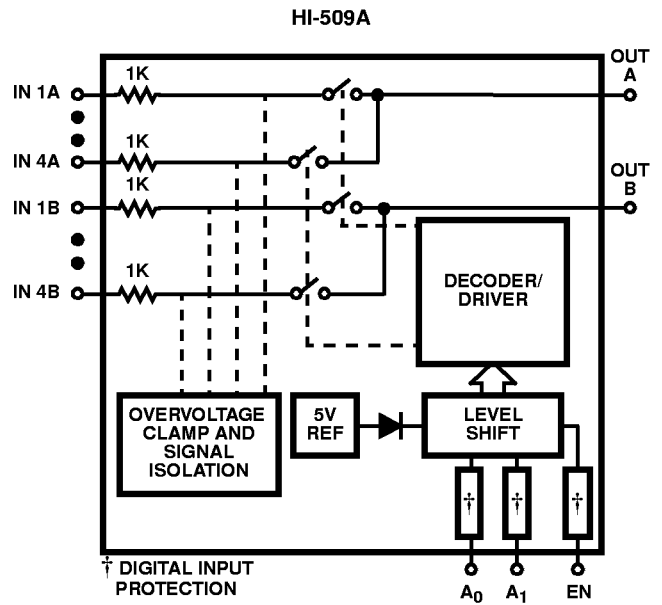 HI-509A
OUT
A
1K
IN 1A
1K
IN 4A
OUT
B
1K
IN 1B
1K
IN 4B
DECODER/
DRIVER
OVERVOLTAGE
CLAMP AND
SIGNAL
ISOLATION
5V
REF
LEVEL
SHIFT
† † †
† DIGITAL INPUT
PROTECTION
A0 A1 EN